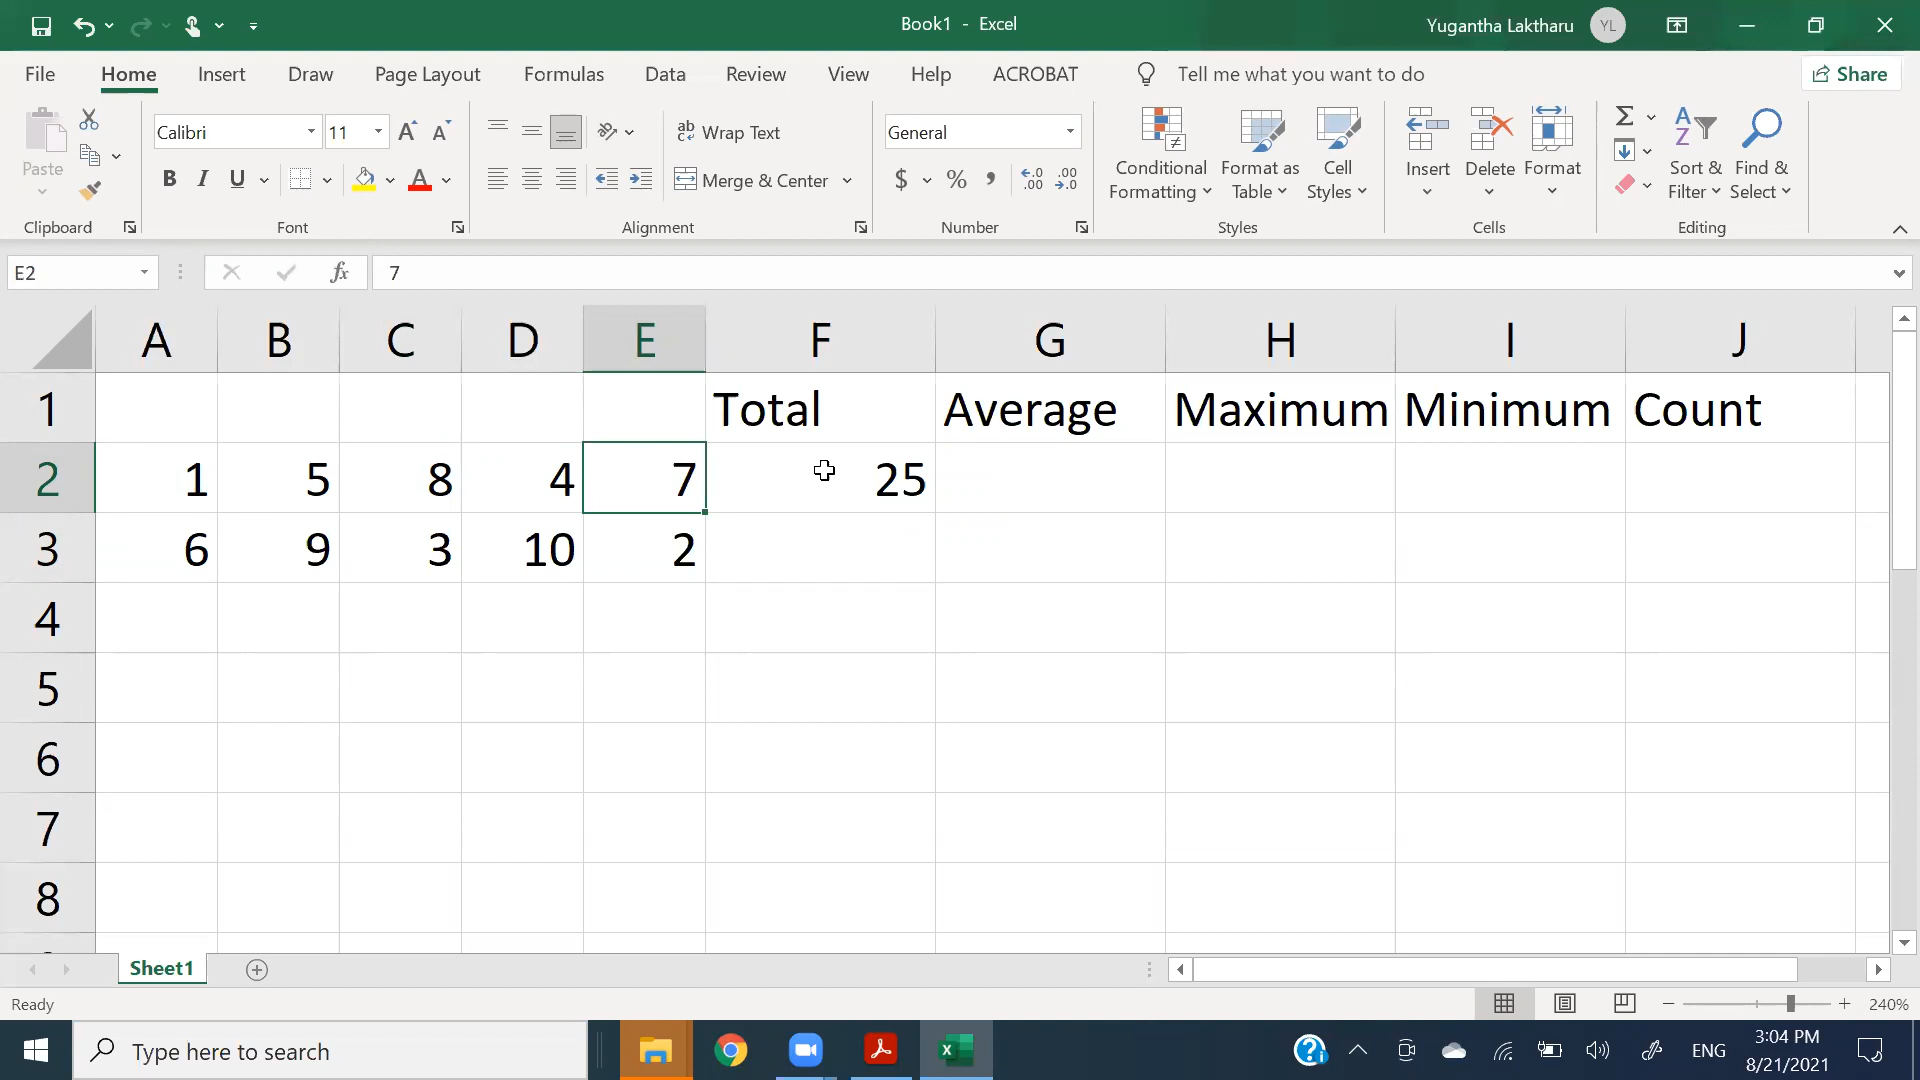 Book1 - Excel
Yugantha Laktharu YL
File Home Insert Draw Page Layout Formulas Data Review View Help ACROBAT Tell me what you want to do Share
Paste
Clipboard
Calibri 11
B I U A
Font
ab Wrap Text
Merge & Center
Alignment
General
$ % ,
Number
Conditional Formatting
Format as Table
Cell Styles
Styles
Insert Delete Format
Cells
Sort & Filter
Find & Select
Editing
E2 fx 7
A B C D E F G H I J
1 Total Average Maximum Minimum Count
2 1 5 8 4 7 25
3 6 9 3 10 2
4
5
6
7
8
Sheet1
Ready 240%
Type here to search ENG 3:04 PM
8/21/2021